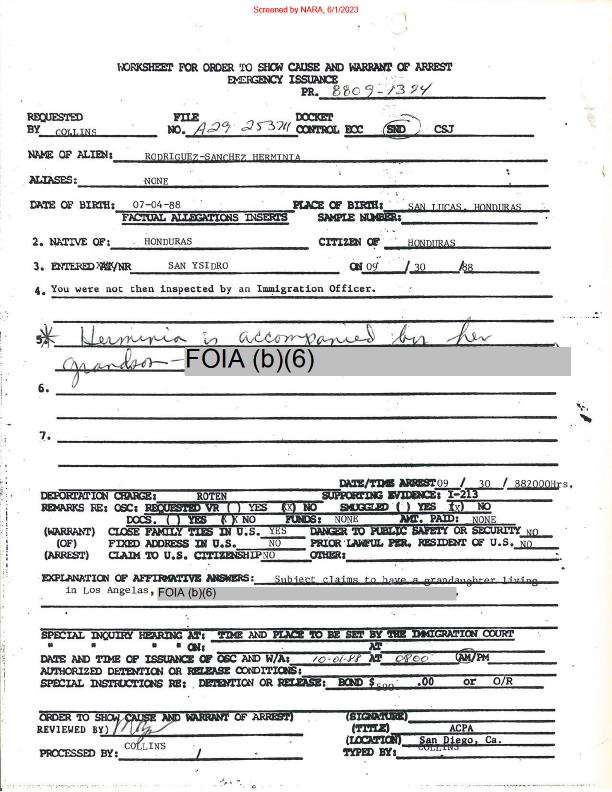 Screened by NARA, 6/1/2023
WORKSHEET FOR ORDER TO SHOW CAUSE AND WARRANT OF ARREST
EMERGENCY ISSUANCE
PR. 8809-1394
REQUESTED FILE DOCKET
BY COLLINS NO. A29 253711 CONTROL ECC SND CSJ
NAME OF ALIEN: RODRIGUEZ-SANCHEZ HERMINIA
ALIASES: NONE
DATE OF BIRTH: 07-04-88 PLACE OF BIRTH: SAN LUCAS, HONDURAS
FACTUAL ALLEGATIONS INSERTS SAMPLE NUMBER:
2. NATIVE OF: HONDURAS CITIZEN OF HONDURAS
3. ENTERED AT/NR SAN YSIDRO ON 09 / 30 /88
4. You were not then inspected by an Immigration Officer.
5. * Herminia is accompanied by her
grandson - FOIA (b)(6)
6.
7.
DATE/TIME ARREST 09 / 30 / 88 2000Hrs.
DEPORTATION CHARGE: ROTEN SUPPORTING EVIDENCE: I-213
REMARKS RE: OSC: REQUESTED VR ( ) YES (X) NO SMUGGLED ( ) YES (x) NO
DOCS. ( ) YES (X) NO FUNDS: NONE AMT. PAID: NONE
(WARRANT) CLOSE FAMILY TIES IN U.S. YES DANGER TO PUBLIC SAFETY OR SECURITY NO
(OF) FIXED ADDRESS IN U.S. NO PRIOR LAWFUL PER. RESIDENT OF U.S. NO
(ARREST) CLAIM TO U.S. CITIZENSHIP NO OTHER:
EXPLANATION OF AFFIRMATIVE ANSWERS: Subject claims to have a grandaughter living
in Los Angelas, FOIA (b)(6)
SPECIAL INQUIRY HEARING AT: TIME AND PLACE TO BE SET BY THE IMMIGRATION COURT
" " " " ON: AT
DATE AND TIME OF ISSUANCE OF OSC AND W/A: 10-01-88 AT 0800 AM/PM
AUTHORIZED DETENTION OR RELEASE CONDITIONS:
SPECIAL INSTRUCTIONS RE: DETENTION OR RELEASE: BOND $ .00 or O/R
ORDER TO SHOW CAUSE AND WARRANT OF ARREST) (SIGNATURE)
REVIEWED BY) (TITLE) ACPA
(LOCATION) San Diego, Ca.
PROCESSED BY: COLLINS / TYPED BY: COLLINS